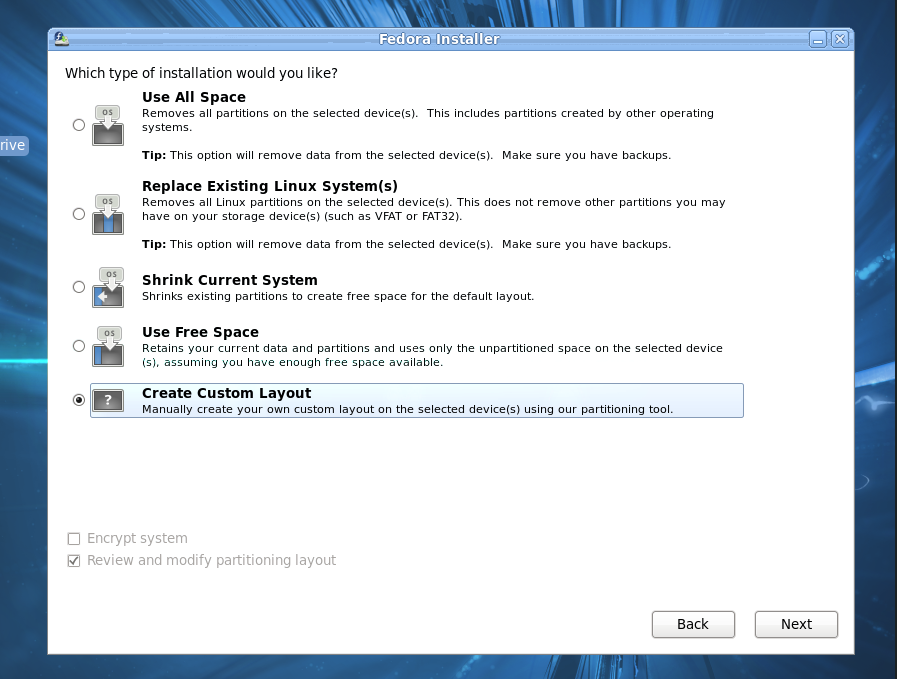 Fedora Installer
Which type of installation would you like?
Use All Space
OS
Removes all partitions on the selected device(s).  This includes partitions created by other operating
systems.
rive
Tip: This option will remove data from the selected device(s).  Make sure you have backups.
Replace Existing Linux System(s)
OS
Removes all Linux partitions on the selected device(s). This does not remove other partitions you may
have on your storage device(s) (such as VFAT or FAT32).
Tip: This option will remove data from the selected device(s).  Make sure you have backups.
OS
Shrink Current System
Shrinks existing partitions to create free space for the default layout.
OS
Use Free Space
Retains your current data and partitions and uses only the unpartitioned space on the selected device
(s), assuming you have enough free space available.
?
Create Custom Layout
Manually create your own custom layout on the selected device(s) using our partitioning tool.
Encrypt system
Review and modify partitioning layout
Back
Next